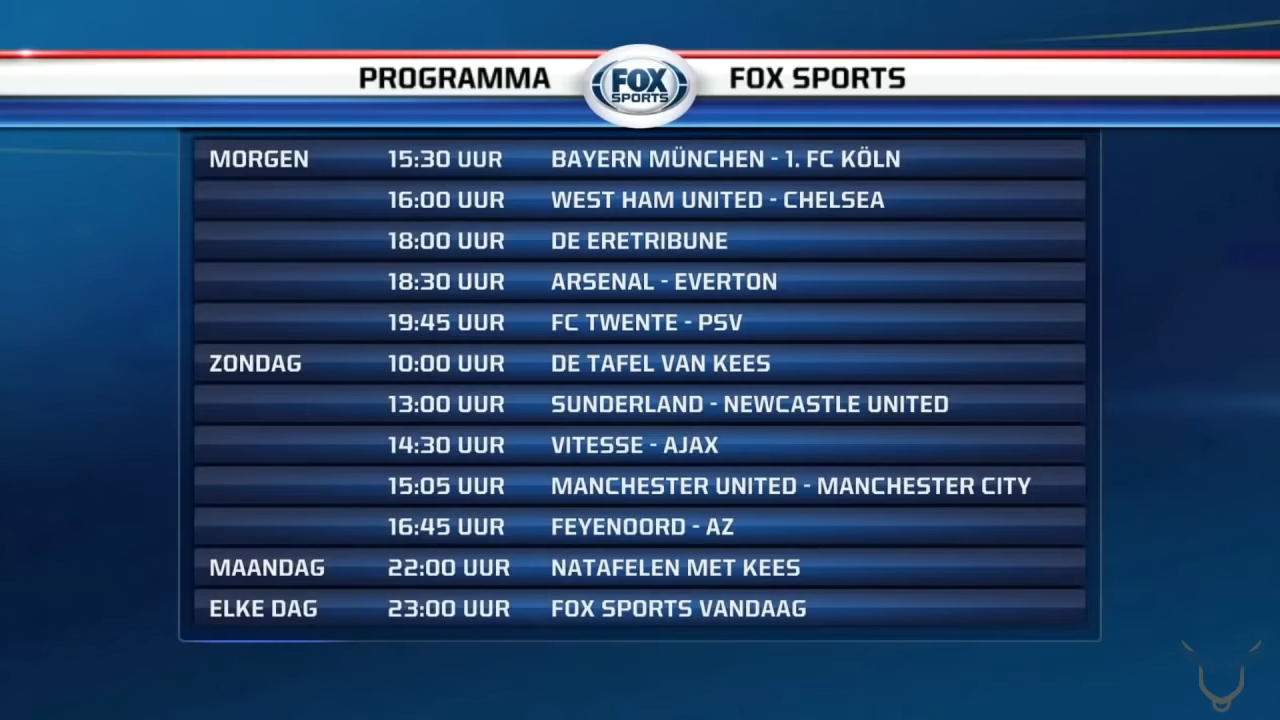 PROGRAMMA FOX SPORTS FOX SPORTS
MORGEN 15:30 UUR BAYERN MÜNCHEN - 1. FC KÖLN
16:00 UUR WEST HAM UNITED - CHELSEA
18:00 UUR DE ERETRIBUNE
18:30 UUR ARSENAL - EVERTON
19:45 UUR FC TWENTE - PSV
ZONDAG 10:00 UUR DE TAFEL VAN KEES
13:00 UUR SUNDERLAND - NEWCASTLE UNITED
14:30 UUR VITESSE - AJAX
15:05 UUR MANCHESTER UNITED - MANCHESTER CITY
16:45 UUR FEYENOORD - AZ
MAANDAG 22:00 UUR NATAFELEN MET KEES
ELKE DAG 23:00 UUR FOX SPORTS VANDAAG